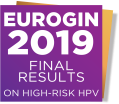 EUROGIN
2019
FINAL
RESULTS
ON HIGH-RISK HPV